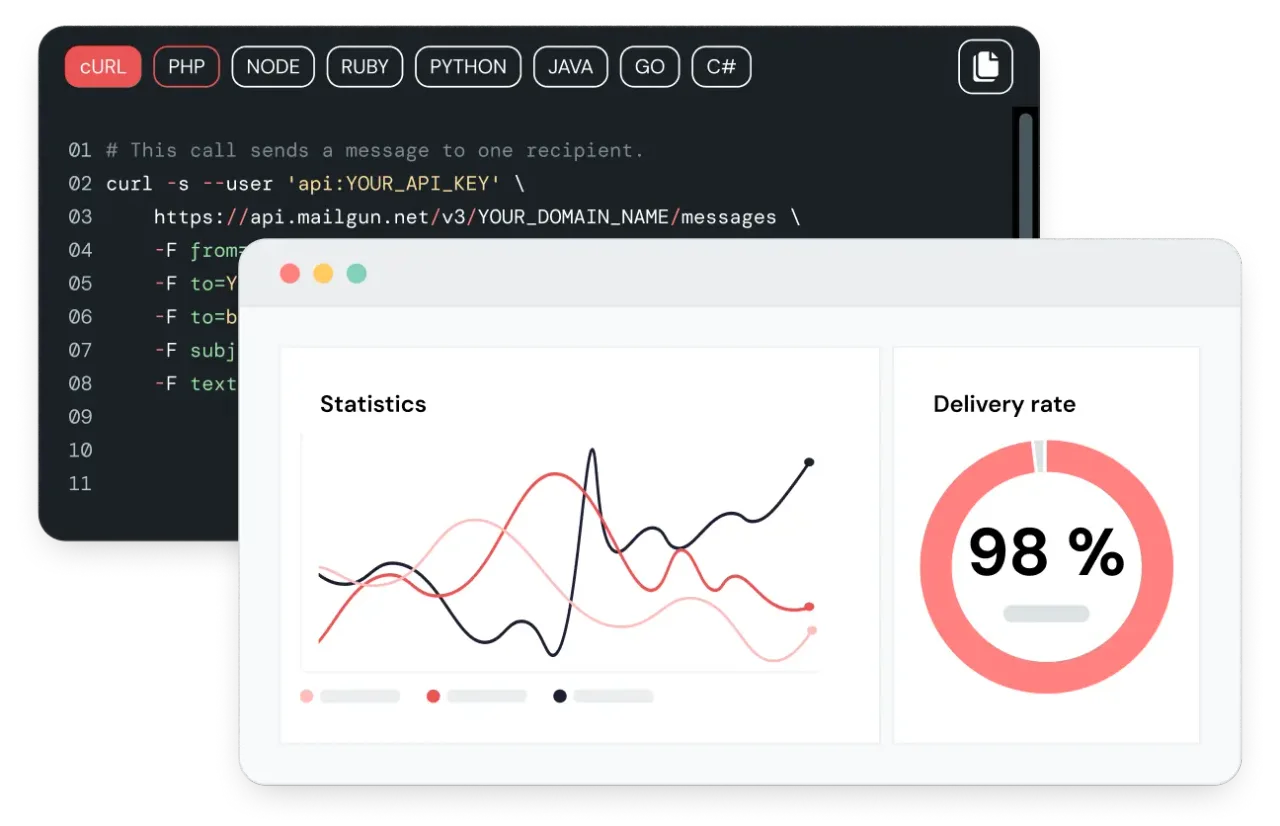 cURL PHP NODE RUBY PYTHON JAVA GO C#
01 # This call sends a message to one recipient.
02 curl -s --user 'api:YOUR_API_KEY' \
03 https://api.mailgun.net/v3/YOUR_DOMAIN_NAME/messages \
04 -F from=
05 -F to=Y
06 -F to=b
07 -F subj
08 -F text
09
10
11
Statistics
Delivery rate
98 %